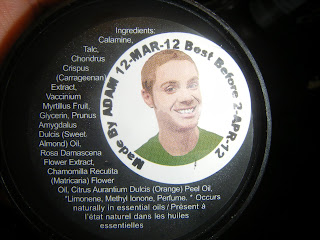 Ingredients:
Calamine,
Talc,
Chondrus
Crispus
(Carrageenan)
Extract,
Vaccinium
Myrtillus Fruit,
Glycerin, Prunus
Amygdalus
Dulcis (Sweet
Almond) Oil,
Rosa Damascena
Flower Extract,
Chamomilla Recutita
(Matricaria) Flower
Oil, Citrus Aurantium Dulcis (Orange) Peel Oil,
*Limonene, Methyl Ionone, Perfume. * Occurs
naturally in essential oils / Présent à
l'état naturel dans les huiles
essentielles
Made By ADAM 12-MAR-12 Best Before 2-APR-12